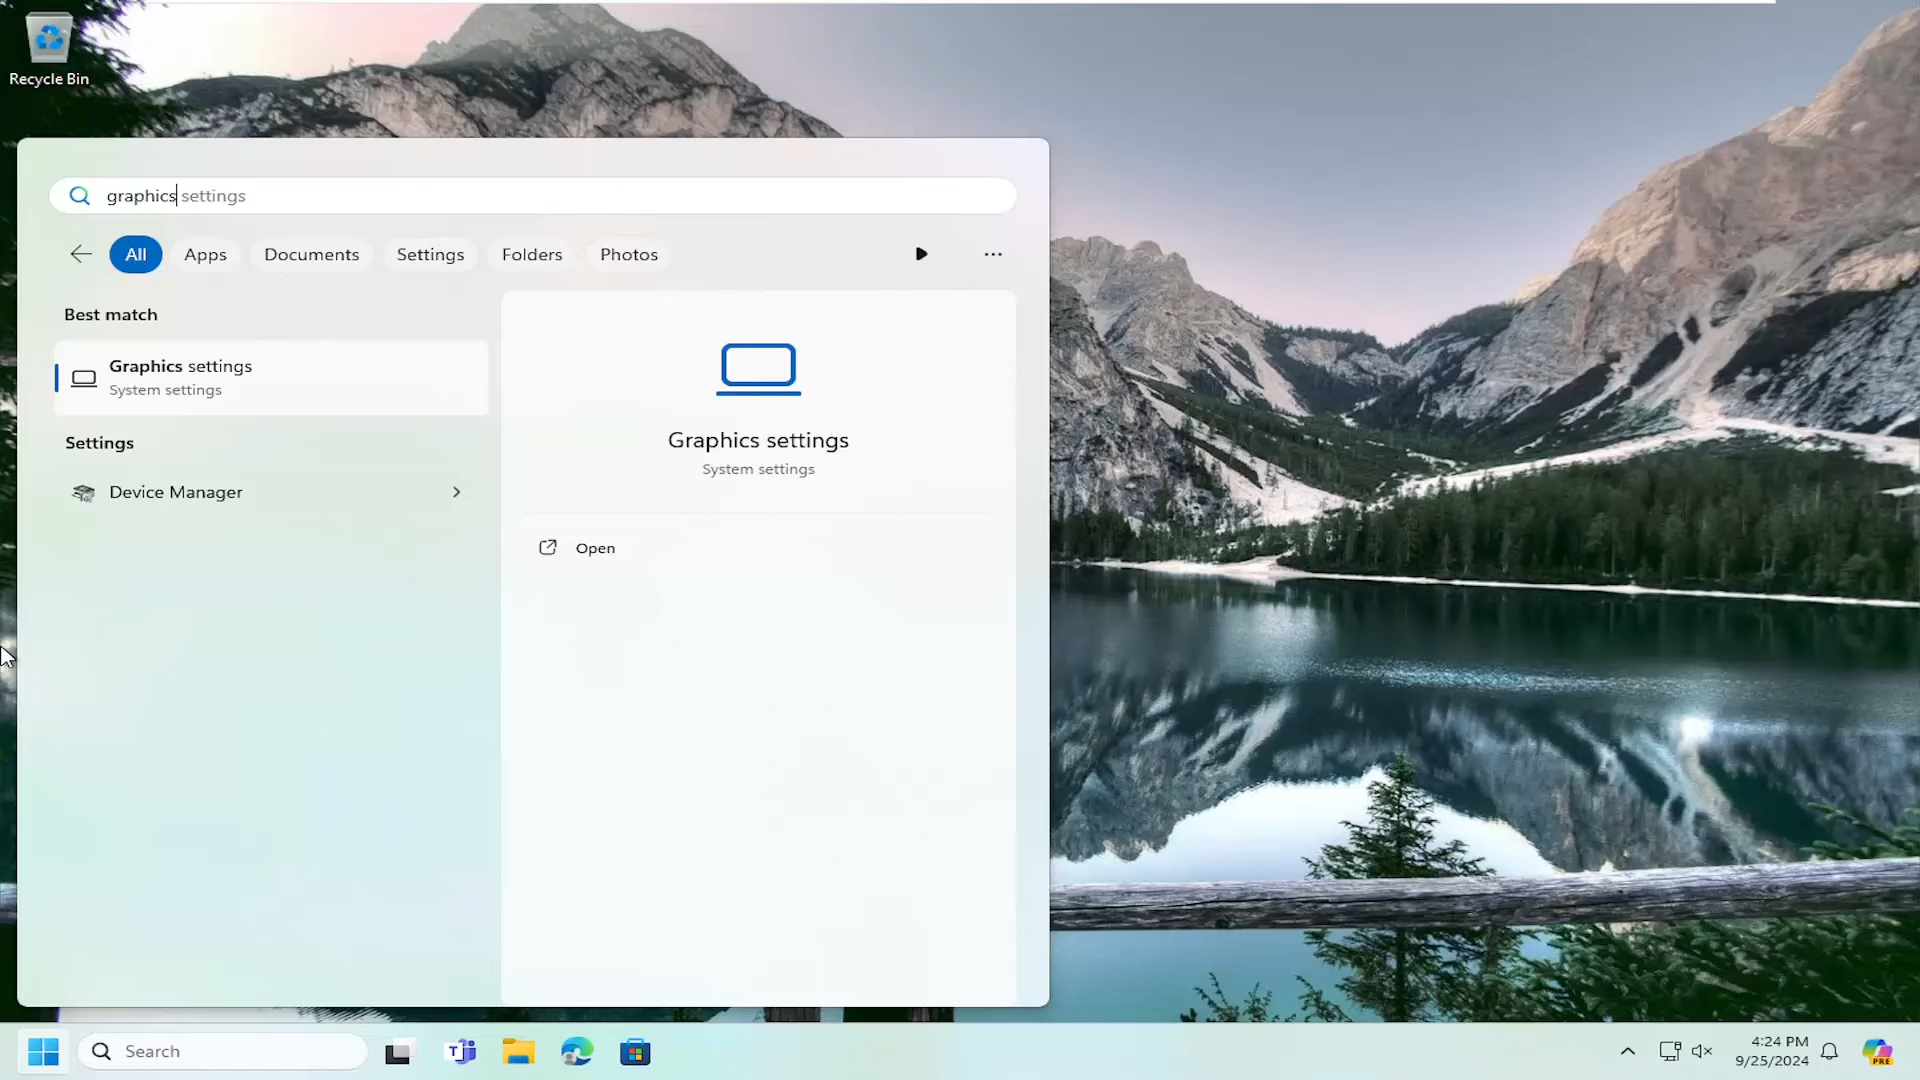 Recycle Bin
graphics settings
All Apps Documents Settings Folders Photos
Best match
Graphics settings
System settings
Settings
Device Manager
Graphics settings
System settings
Open
Search
4:24 PM
9/25/2024
PRE